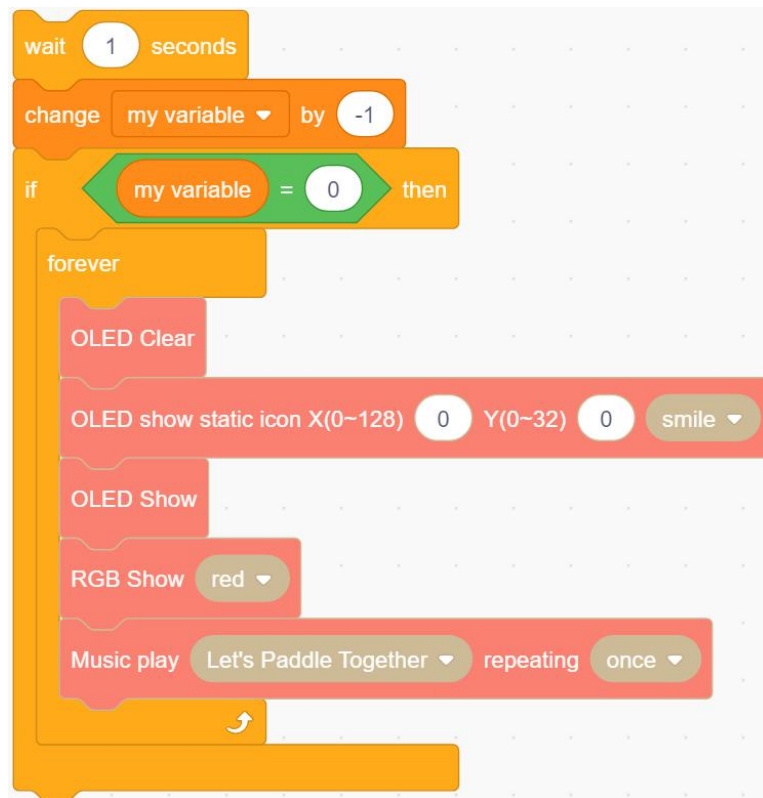 wait 1 seconds
change my variable by -1
if my variable = 0 then
forever
OLED Clear
OLED show static icon X(0~128) 0 Y(0~32) 0 smile
OLED Show
RGB Show red
Music play Let's Paddle Together repeating once